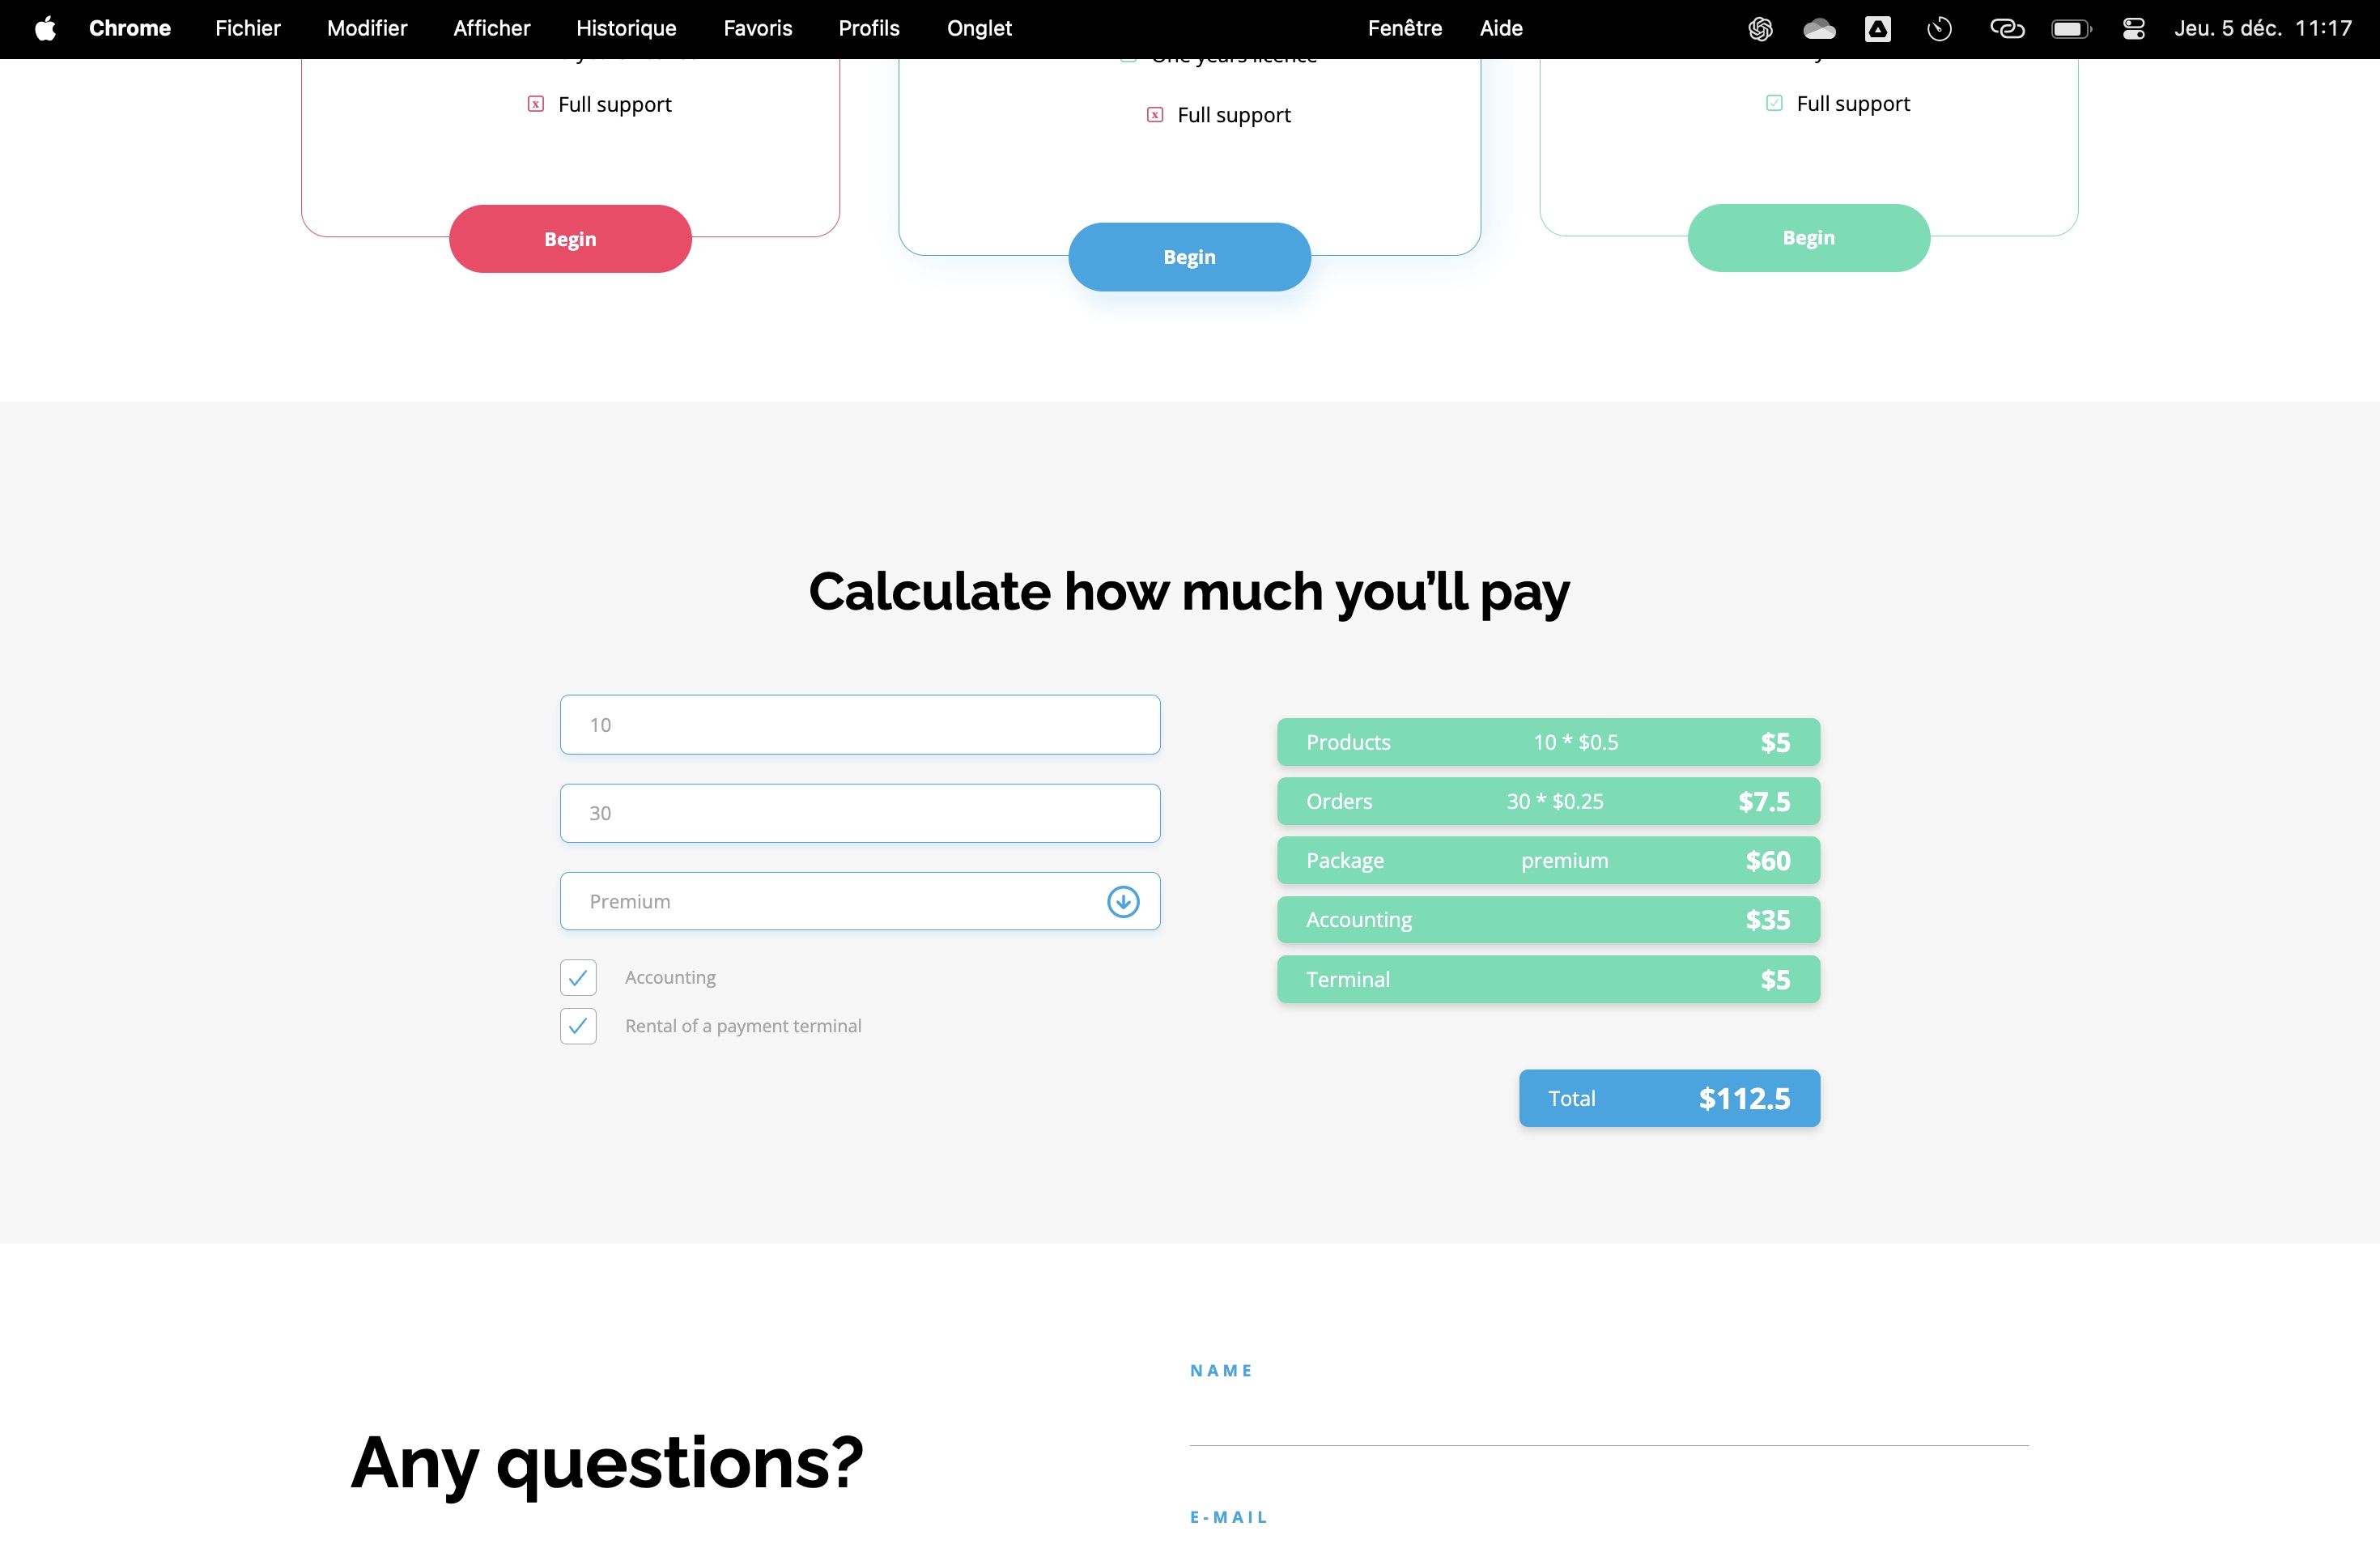 Chrome Fichier Modifier Afficher Historique Favoris Profils Onglet Fenêtre Aide Jeu. 5 déc. 11:17
One years licence
Full support
Full support
Full support
Begin
Begin
Begin
Calculate how much you'll pay
10
30
Premium
Accounting
Rental of a payment terminal
Products 10 * $0.5 $5
Orders 30 * $0.25 $7.5
Package premium $60
Accounting $35
Terminal $5
Total $112.5
NAME
Any questions?
E-MAIL